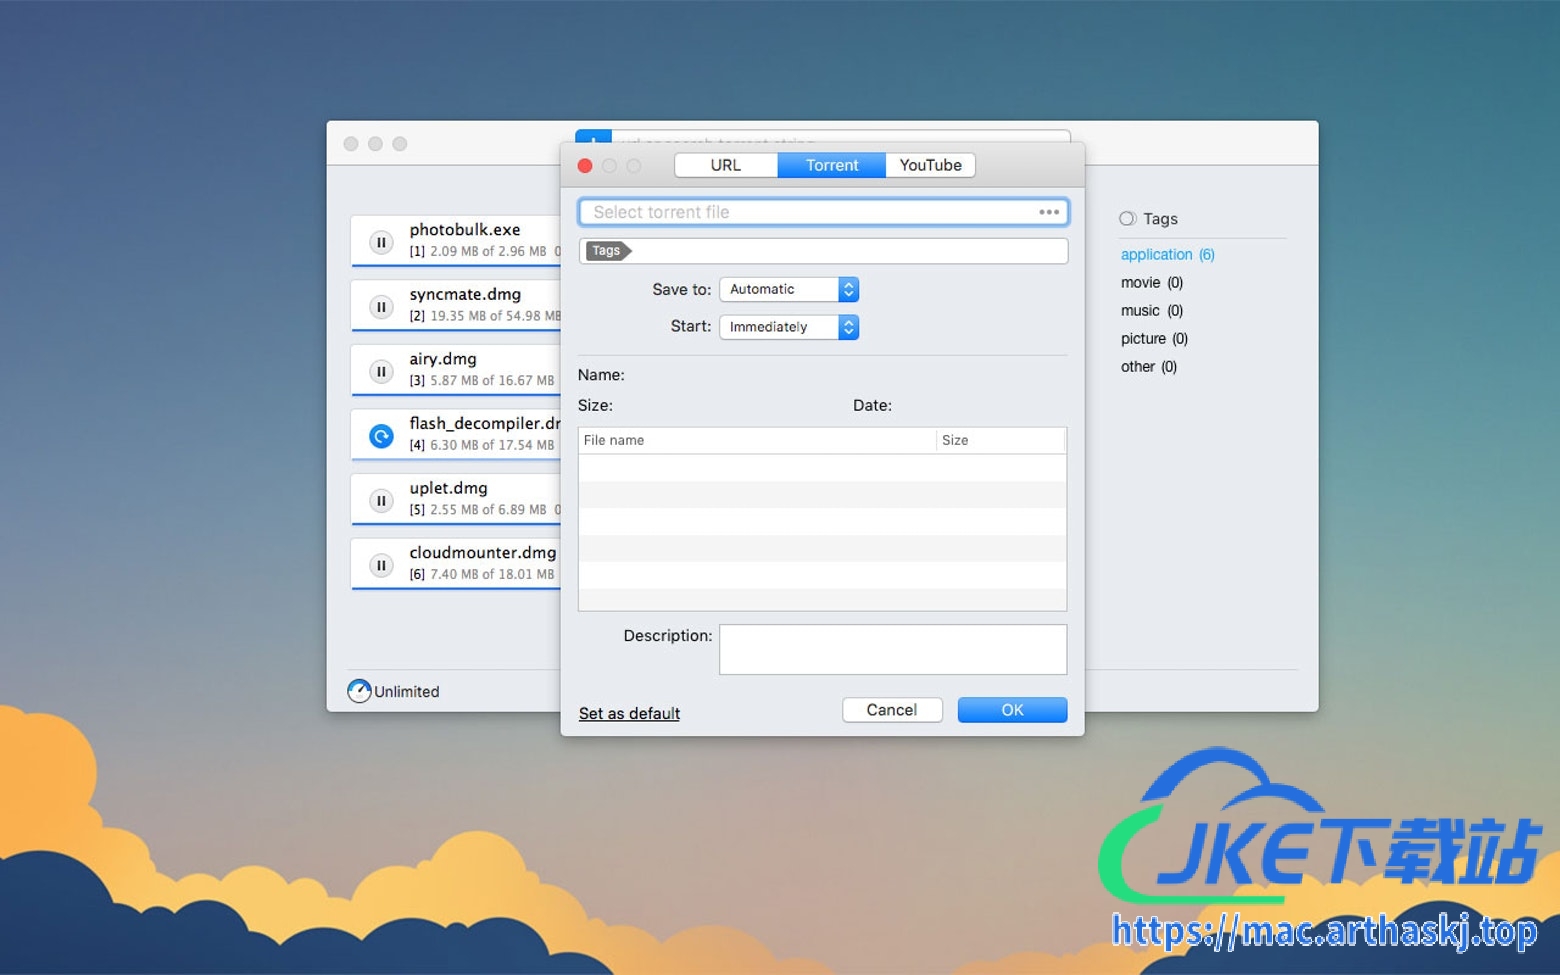 URL
Torrent
YouTube
Select torrent file
Tags
Save to: Automatic
Start: Immediately
Name:
Size:
Date:
File name
Size
Description:
Set as default
Cancel
OK
photobulk.exe
[1] 2.09 MB of 2.96 MB
syncmate.dmg
[2] 19.35 MB of 54.98 MB
airy.dmg
[3] 5.87 MB of 16.67 MB
flash_decompiler.
[4] 6.30 MB of 17.54 MB
uplet.dmg
[5] 2.55 MB of 6.89 MB
cloudmounter.dmg
[6] 7.40 MB of 18.01 MB
Unlimited
Tags
application (6)
movie (0)
music (0)
picture (0)
other (0)
JKE下载站
https://mac.arthaskj.top